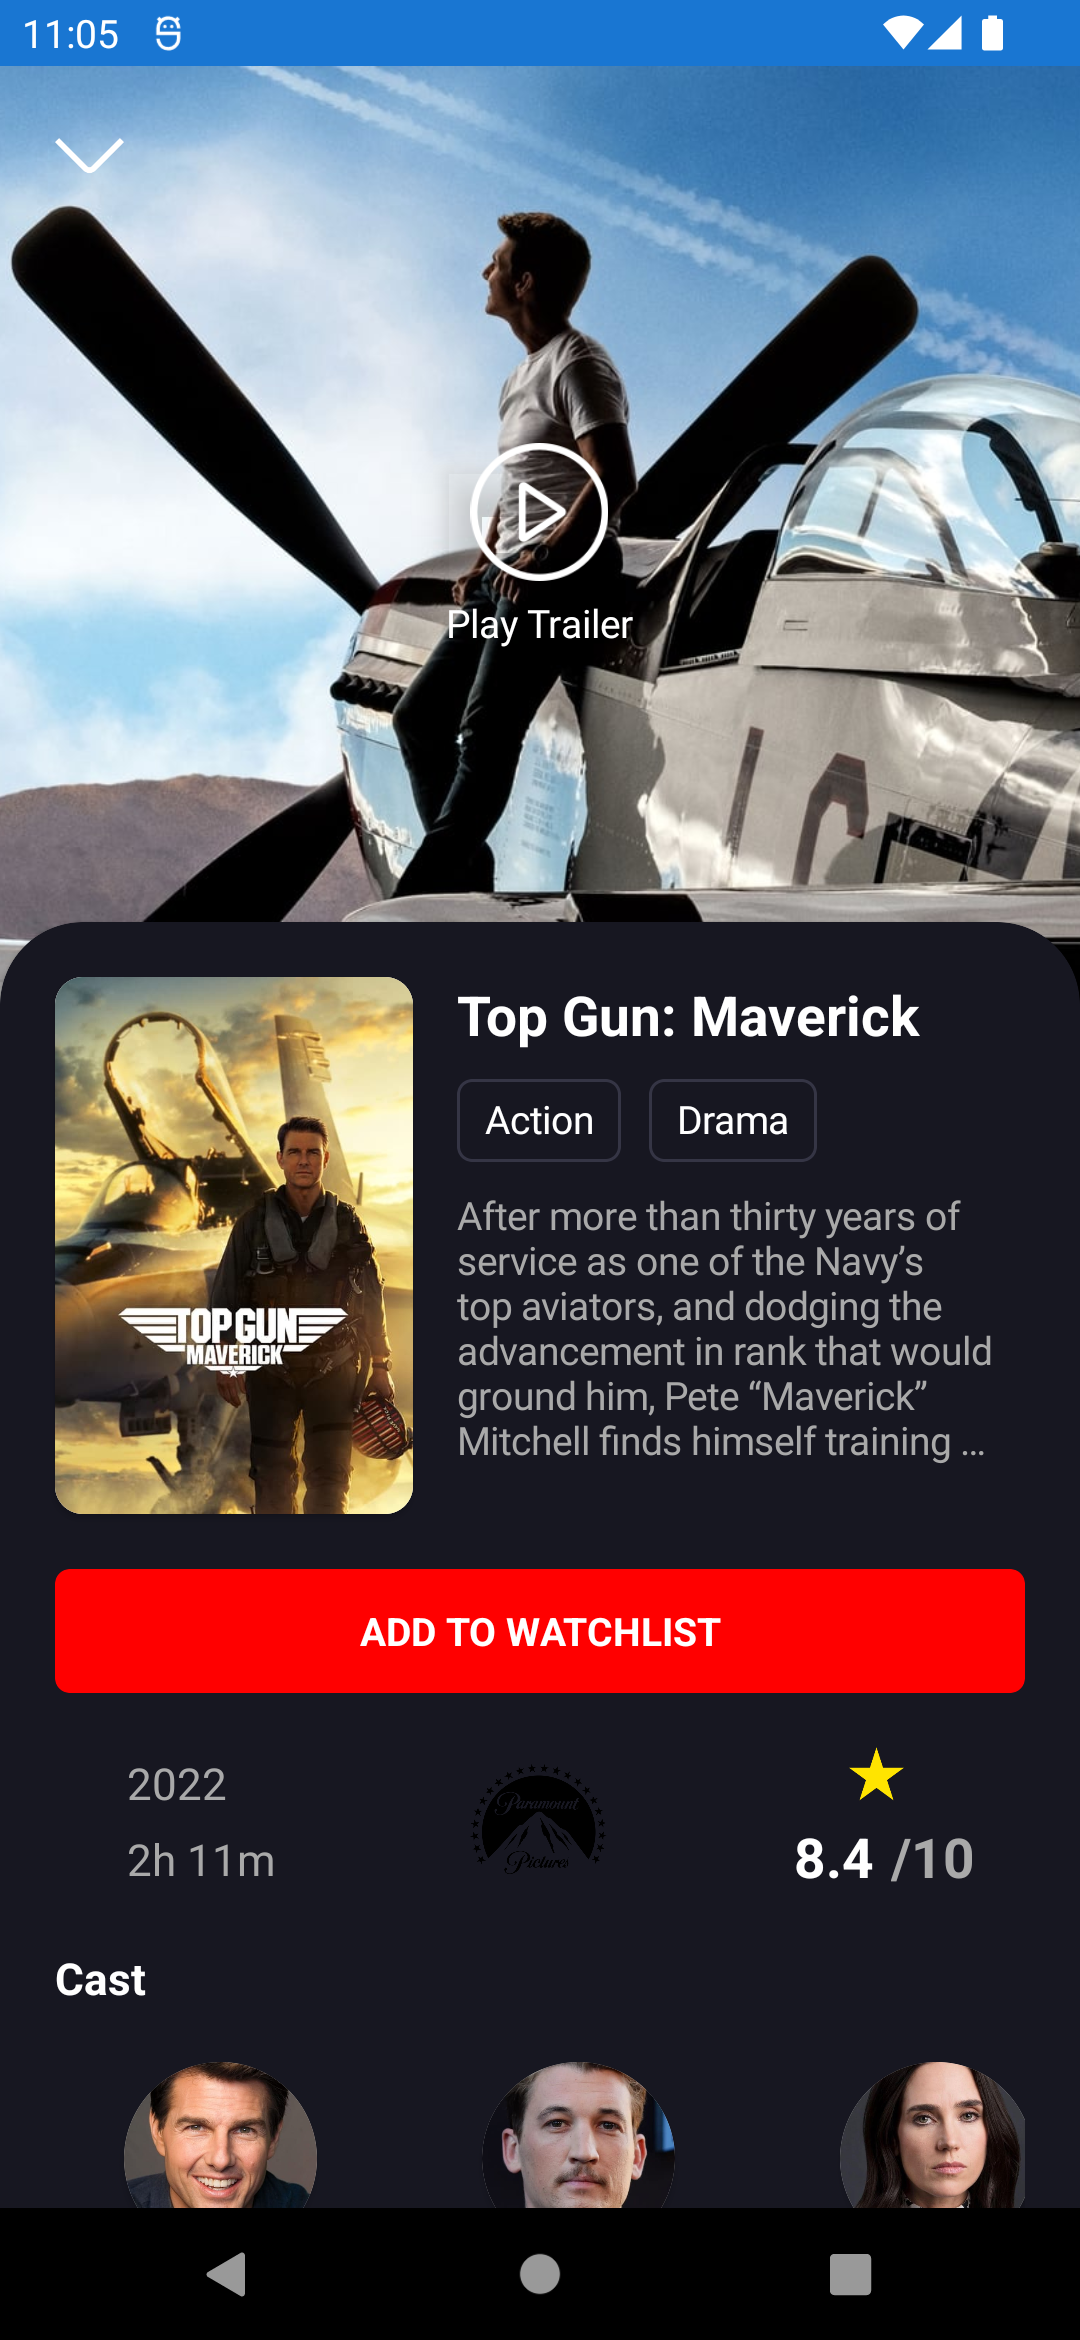 11:05
Play Trailer
Top Gun: Maverick
Action
Drama
After more than thirty years of
service as one of the Navy’s
top aviators, and dodging the
advancement in rank that would
ground him, Pete “Maverick”
Mitchell finds himself training ...
TOP GUN
MAVERICK
ADD TO WATCHLIST
2022
2h 11m
Paramount
Pictures
8.4 /10
Cast